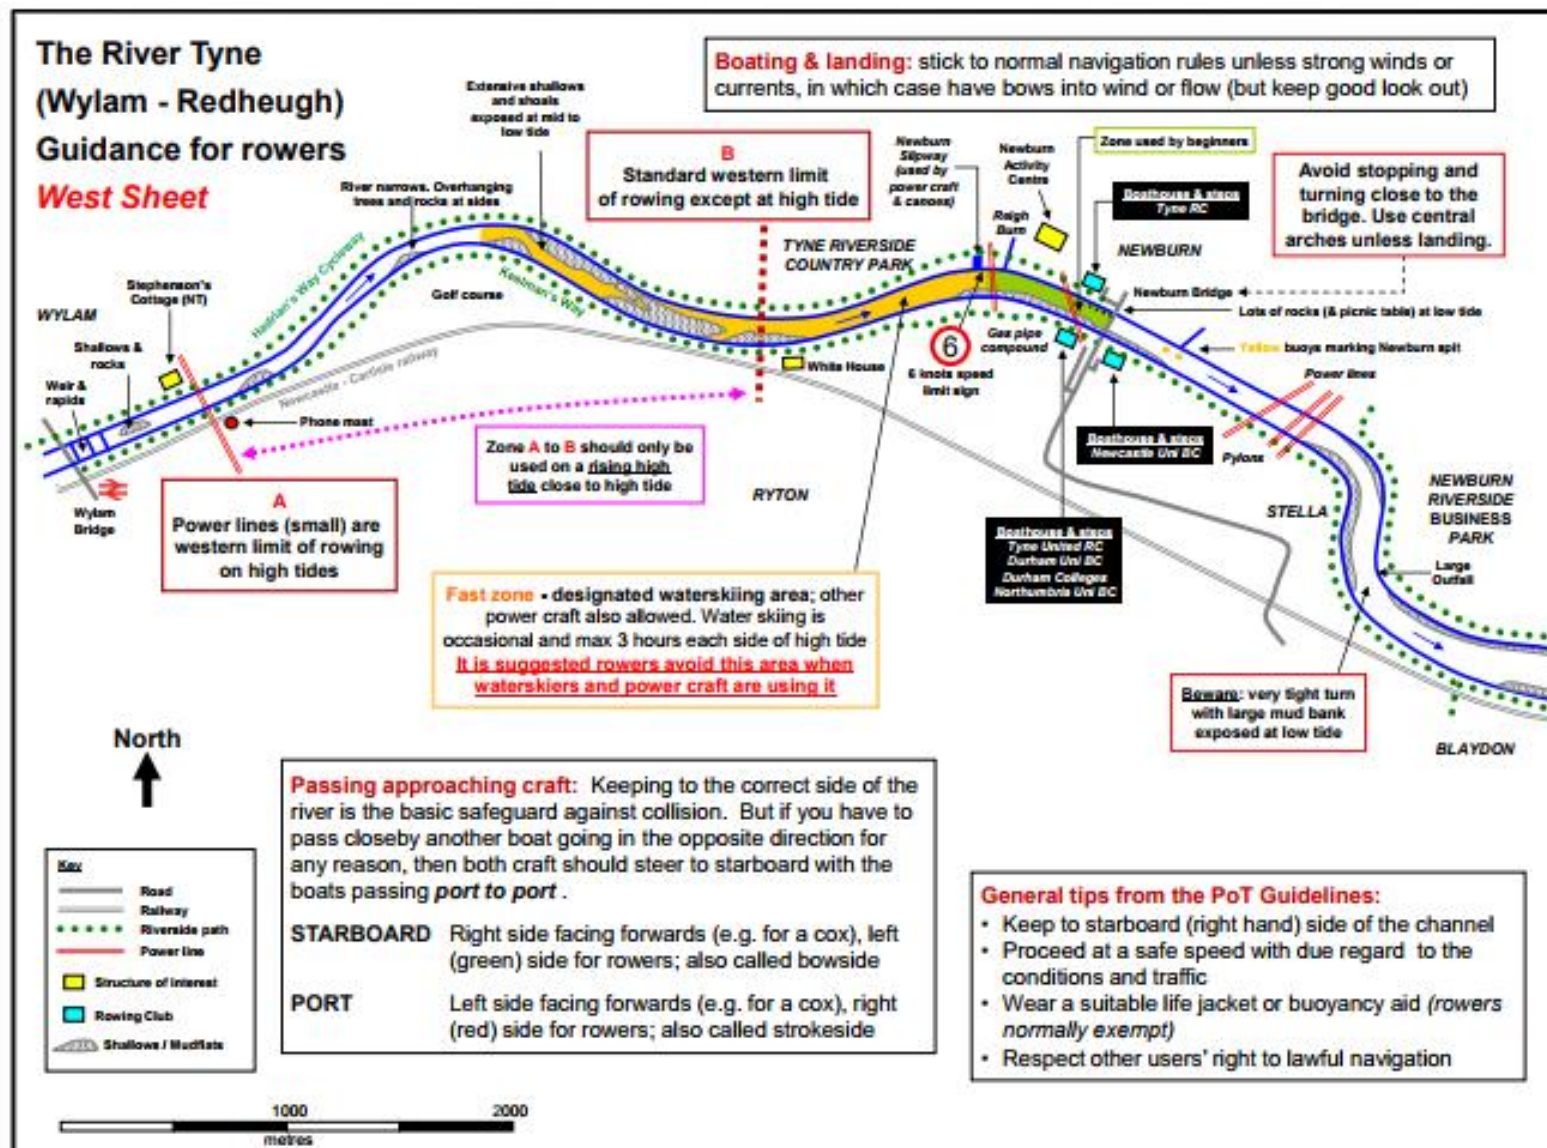 The River Tyne
(Wylam - Redheugh)
Guidance for rowers
West Sheet
Boating & landing: stick to normal navigation rules unless strong winds or
currents, in which case have bows into wind or flow (but keep good look out)
Extensive shallows
and shoals
exposed at mid to
low tide
River narrows. Overhanging
trees and rocks at sides
B
Standard western limit
of rowing except at high tide
Newburn
Slipway
(used by
power craft
& canoes)
Newburn
Activity
Centre
Reigh
Burn
Zone used by beginners
Boathouse & steps
Tyne RC
Avoid stopping and
turning close to the
bridge. Use central
arches unless landing.
TYNE RIVERSIDE
COUNTRY PARK
NEWBURN
Newburn Bridge
Lots of rocks (& picnic table) at low tide
Yellow buoys marking Newburn spit
Power lines
Hadrian's Way Cycleway
Keelman's Way
Golf course
Stephenson's
Cottage (NT)
WYLAM
Shallows &
rocks
Weir &
rapids
Newcastle - Carlisle railway
Phone mast
Wylam
Bridge
White House
6
6 knots speed
limit sign
Gas pipe
compound
Boathouse & steps
Newcastle Uni BC
Pylons
Zone A to B should only be
used on a rising high
tide close to high tide
RYTON
A
Power lines (small) are
western limit of rowing
on high tides
Boathouse & steps
Tyne United RC
Durham Uni BC
Durham Colleges
Northumbria Uni BC
STELLA
NEWBURN
RIVERSIDE
BUSINESS
PARK
Large
Outfall
Fast zone - designated waterskiing area; other
power craft also allowed. Water skiing is
occasional and max 3 hours each side of high tide
It is suggested rowers avoid this area when
waterskiers and power craft are using it
Beware: very tight turn
with large mud bank
exposed at low tide
BLAYDON
North
Passing approaching craft: Keeping to the correct side of the
river is the basic safeguard against collision. But if you have to
pass closeby another boat going in the opposite direction for
any reason, then both craft should steer to starboard with the
boats passing port to port .
STARBOARD Right side facing forwards (e.g. for a cox), left
(green) side for rowers; also called bowside
PORT Left side facing forwards (e.g. for a cox), right
(red) side for rowers; also called strokeside
Key
Road
Railway
Riverside path
Power line
Structure of Interest
Rowing Club
Shallows / Mudflats
General tips from the PoT Guidelines:
• Keep to starboard (right hand) side of the channel
• Proceed at a safe speed with due regard to the
conditions and traffic
• Wear a suitable life jacket or buoyancy aid (rowers
normally exempt)
• Respect other users' right to lawful navigation
1000 2000
metres